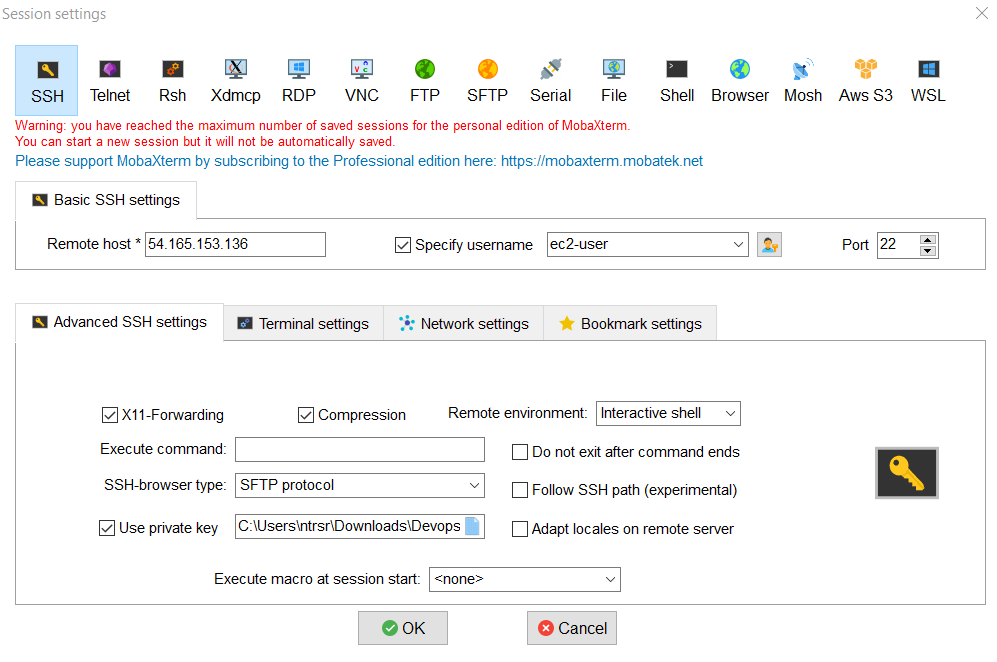 Session settings
SSH Telnet Rsh Xdmcp RDP VNC FTP SFTP Serial File Shell Browser Mosh Aws S3 WSL
Warning: you have reached the maximum number of saved sessions for the personal edition of MobaXterm.
You can start a new session but it will not be automatically saved.
Please support MobaXterm by subscribing to the Professional edition here: https://mobaxterm.mobatek.net
Basic SSH settings
Remote host * 54.165.153.136 Specify username ec2-user Port 22
Advanced SSH settings Terminal settings Network settings Bookmark settings
X11-Forwarding Compression Remote environment: Interactive shell
Execute command: Do not exit after command ends
SSH-browser type: SFTP protocol Follow SSH path (experimental)
Use private key C:\Users\ntrsr\Downloads\Devops Adapt locales on remote server
Execute macro at session start: <none>
OK Cancel